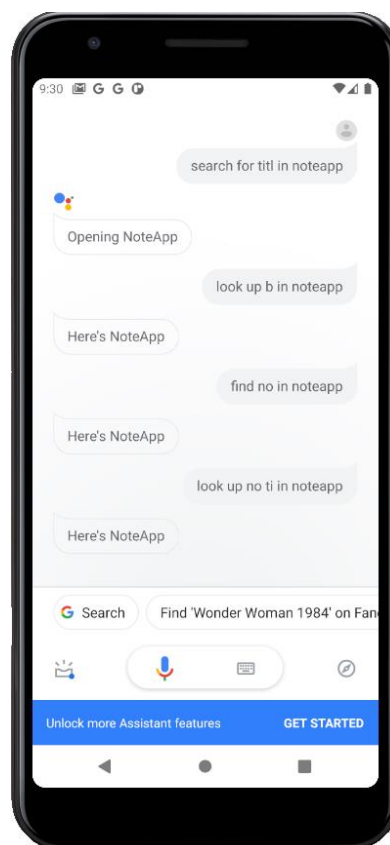 9:30 G G
search for titl in noteapp
Opening NoteApp
look up b in noteapp
Here's NoteApp
find no in noteapp
Here's NoteApp
look up no ti in noteapp
Here's NoteApp
G Search
Find 'Wonder Woman 1984' on Fan
Unlock more Assistant features
GET STARTED